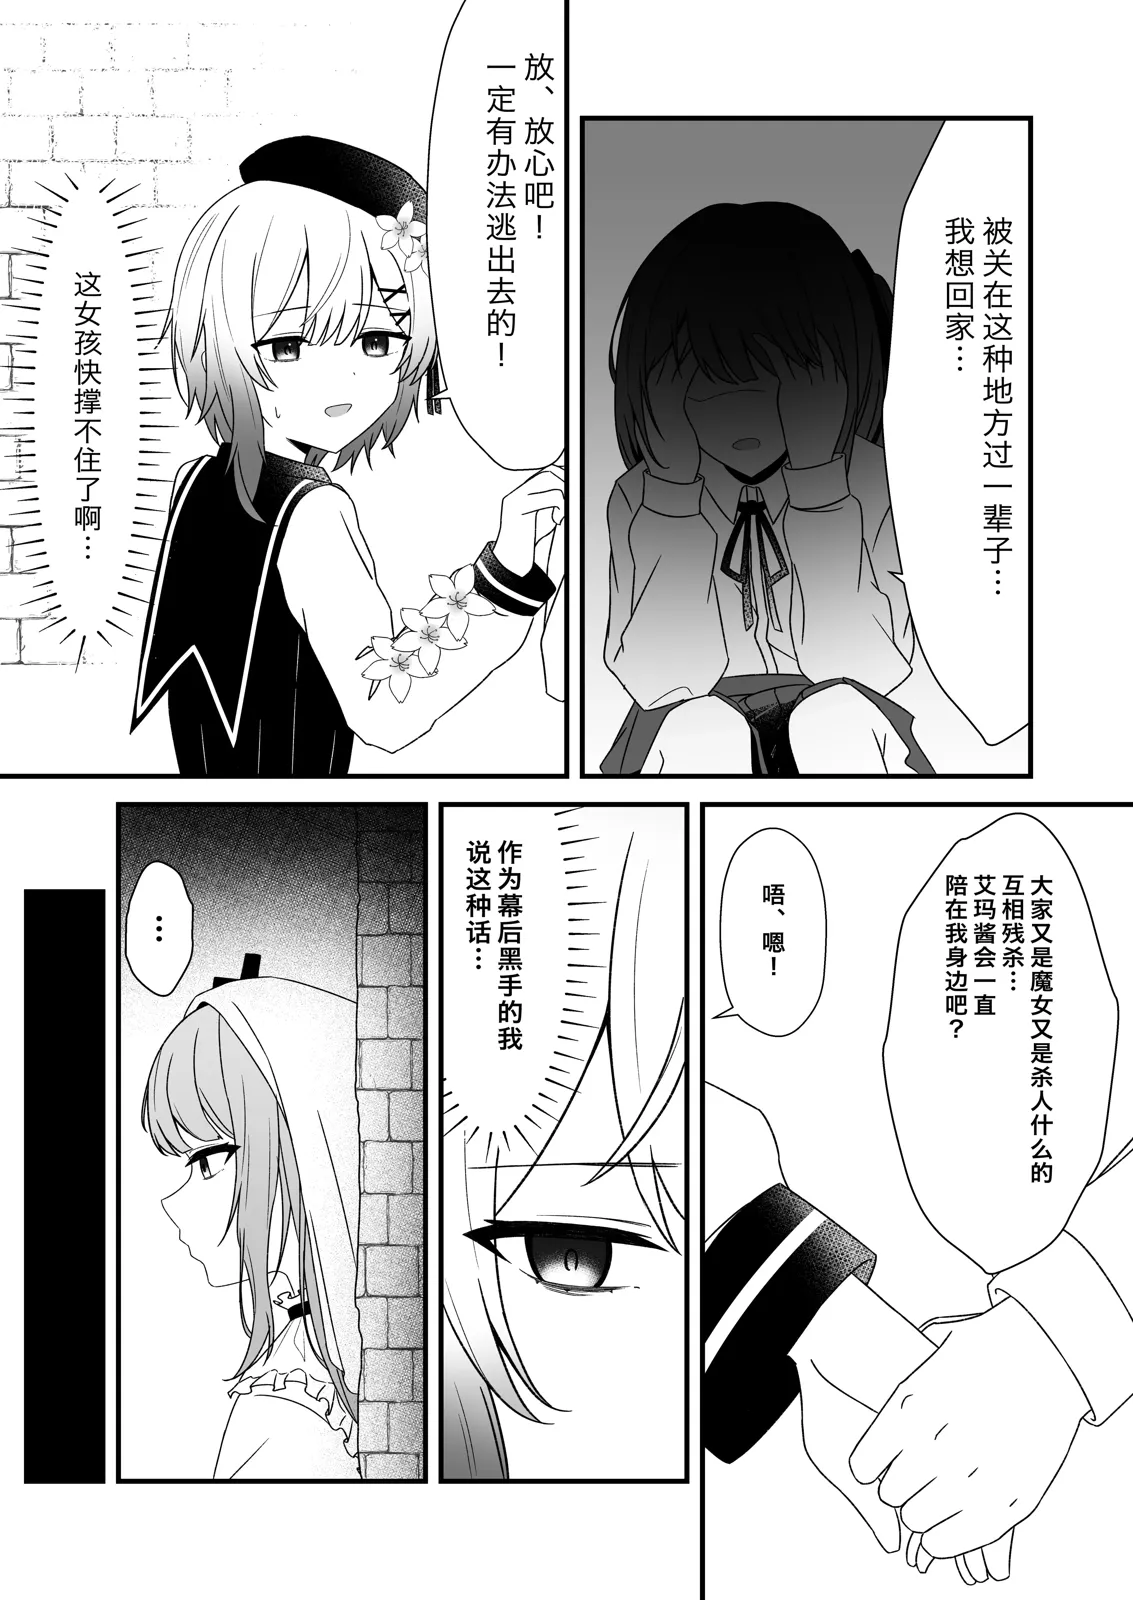 被关在这种地方过一辈子…
我想回家…
放、放心吧！
一定有办法逃出去的！
这女孩快撑不住了啊…
大家又是魔女又是杀人什么的
互相残杀…
艾玛酱会一直
陪在我身边吧？
唔、嗯！
作为幕后黑手的我
说这种话…
…